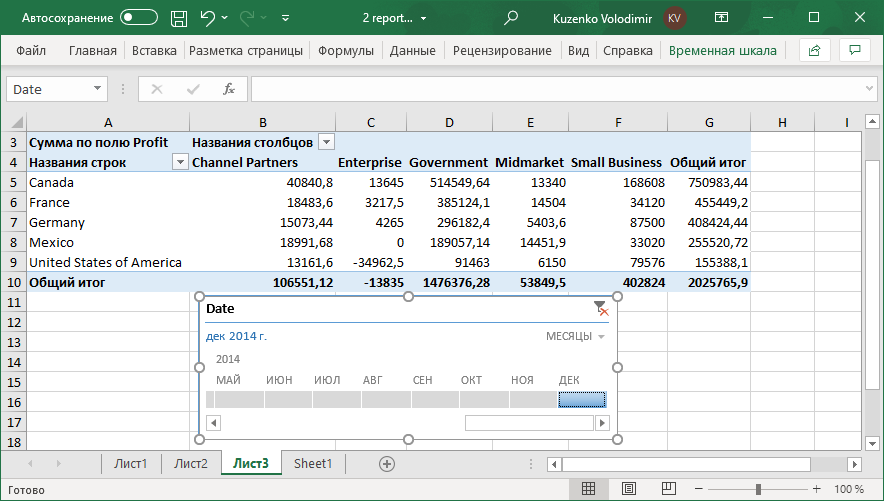 Автосохранение 2 report... Kuzenko Volodimir KV
Файл Главная Вставка Разметка страницы Формулы Данные Рецензирование Вид Справка Временная шкала
Date fx
A B C D E F G H I
3 Сумма по полю Profit Названия столбцов
4 Названия строк Channel Partners Enterprise Government Midmarket Small Business Общий итог
5 Canada 40840,8 13645 514549,64 13340 168608 750983,44
6 France 18483,6 3217,5 385124,1 14504 34120 455449,2
7 Germany 15073,44 4265 296182,4 5403,6 87500 408424,44
8 Mexico 18991,68 0 189057,14 14451,9 33020 255520,72
9 United States of America 13161,6 -34962,5 91463 6150 79576 155388,1
10 Общий итог 106551,12 -13835 1476376,28 53849,5 402824 2025765,9
11
12
13
14
15
16
17
18
Date
дек 2014 г. МЕСЯЦЫ
2014
МАЙ ИЮН ИЮЛ АВГ СЕН ОКТ НОЯ ДЕК
Лист1 Лист2 Лист3 Sheet1
Готово 100 %